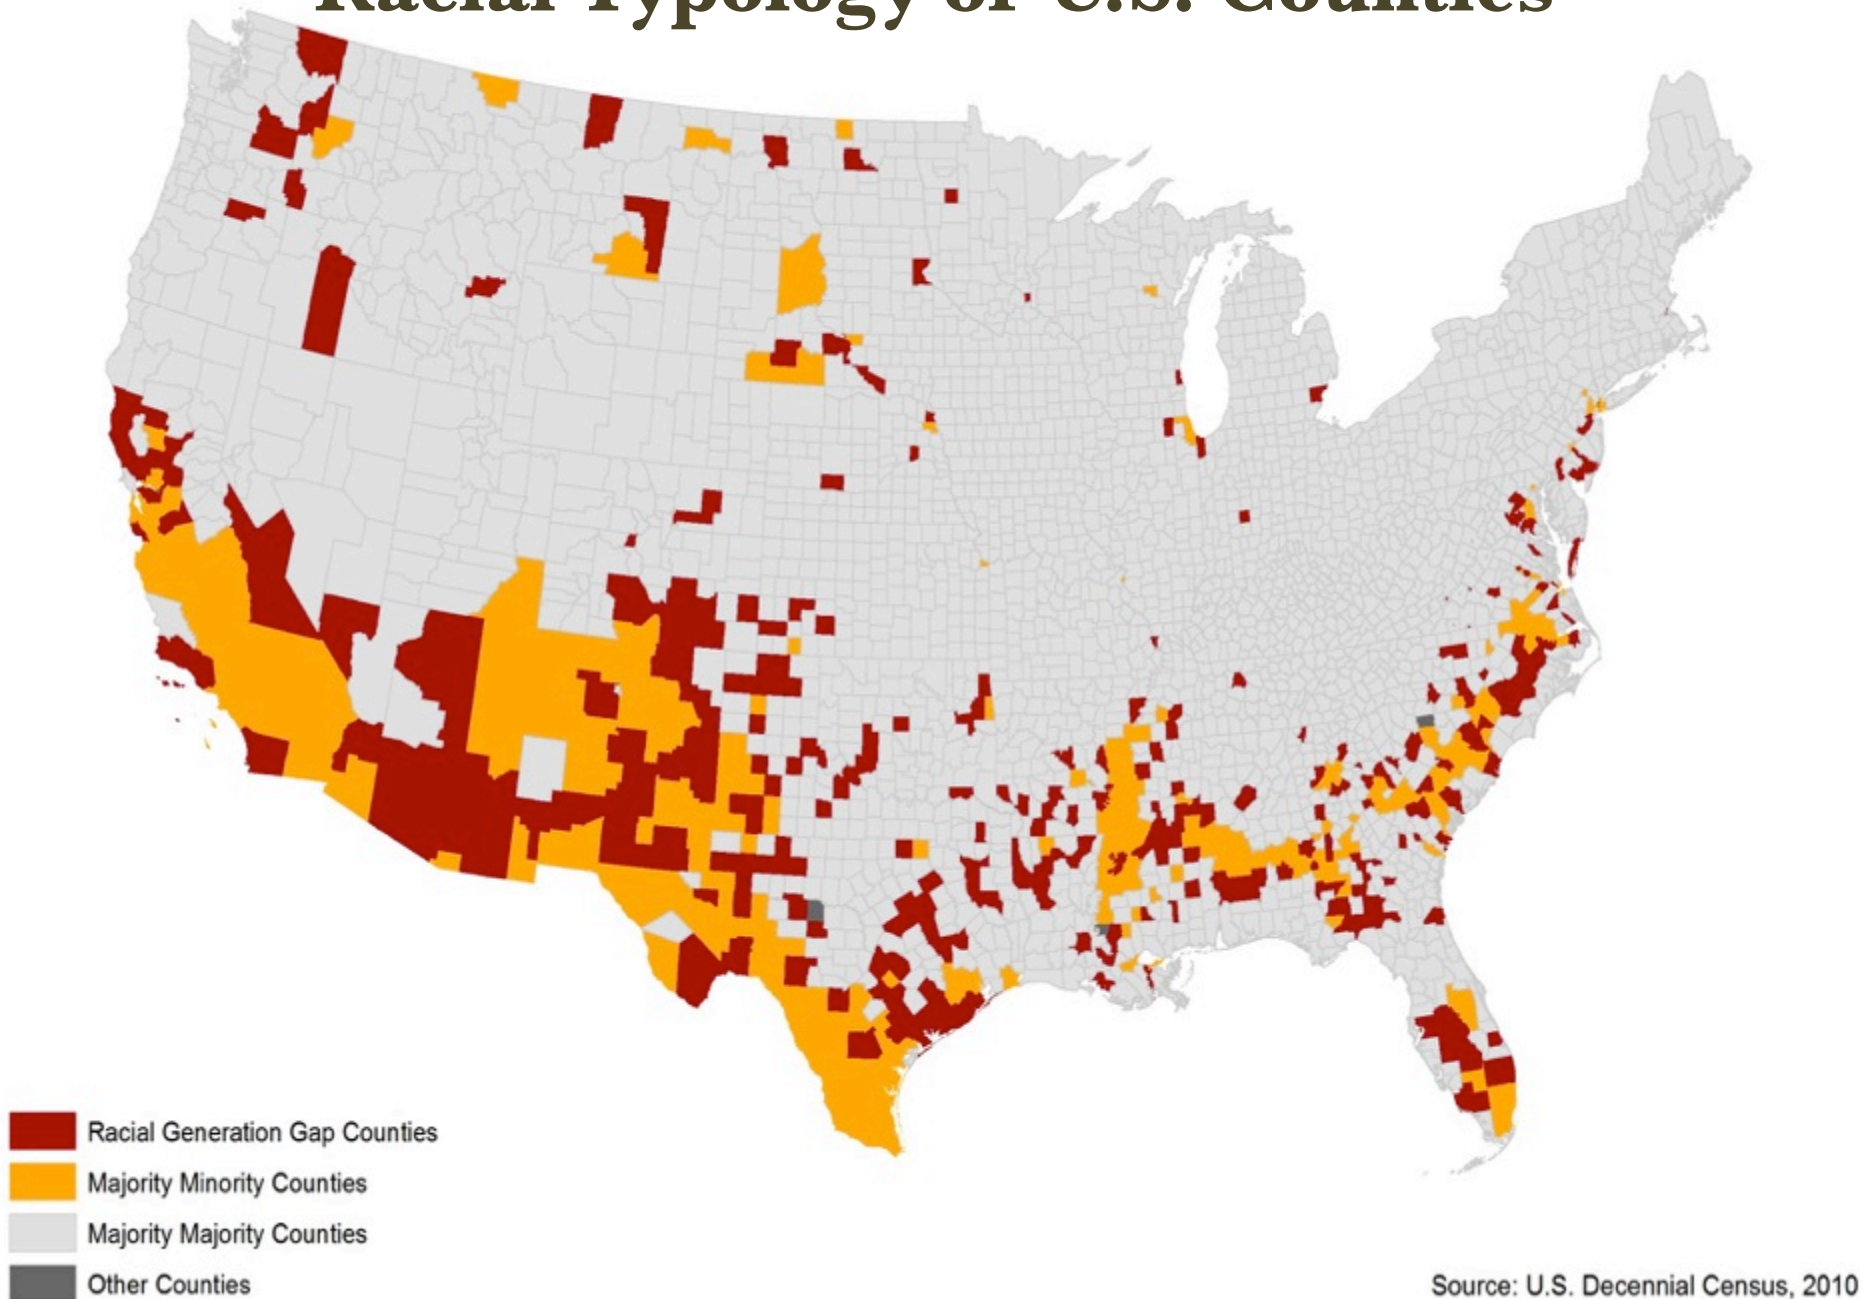 Racial Typology of U.S. Counties
Racial Generation Gap Counties
Majority Minority Counties
Majority Majority Counties
Other Counties
Source: U.S. Decennial Census, 2010